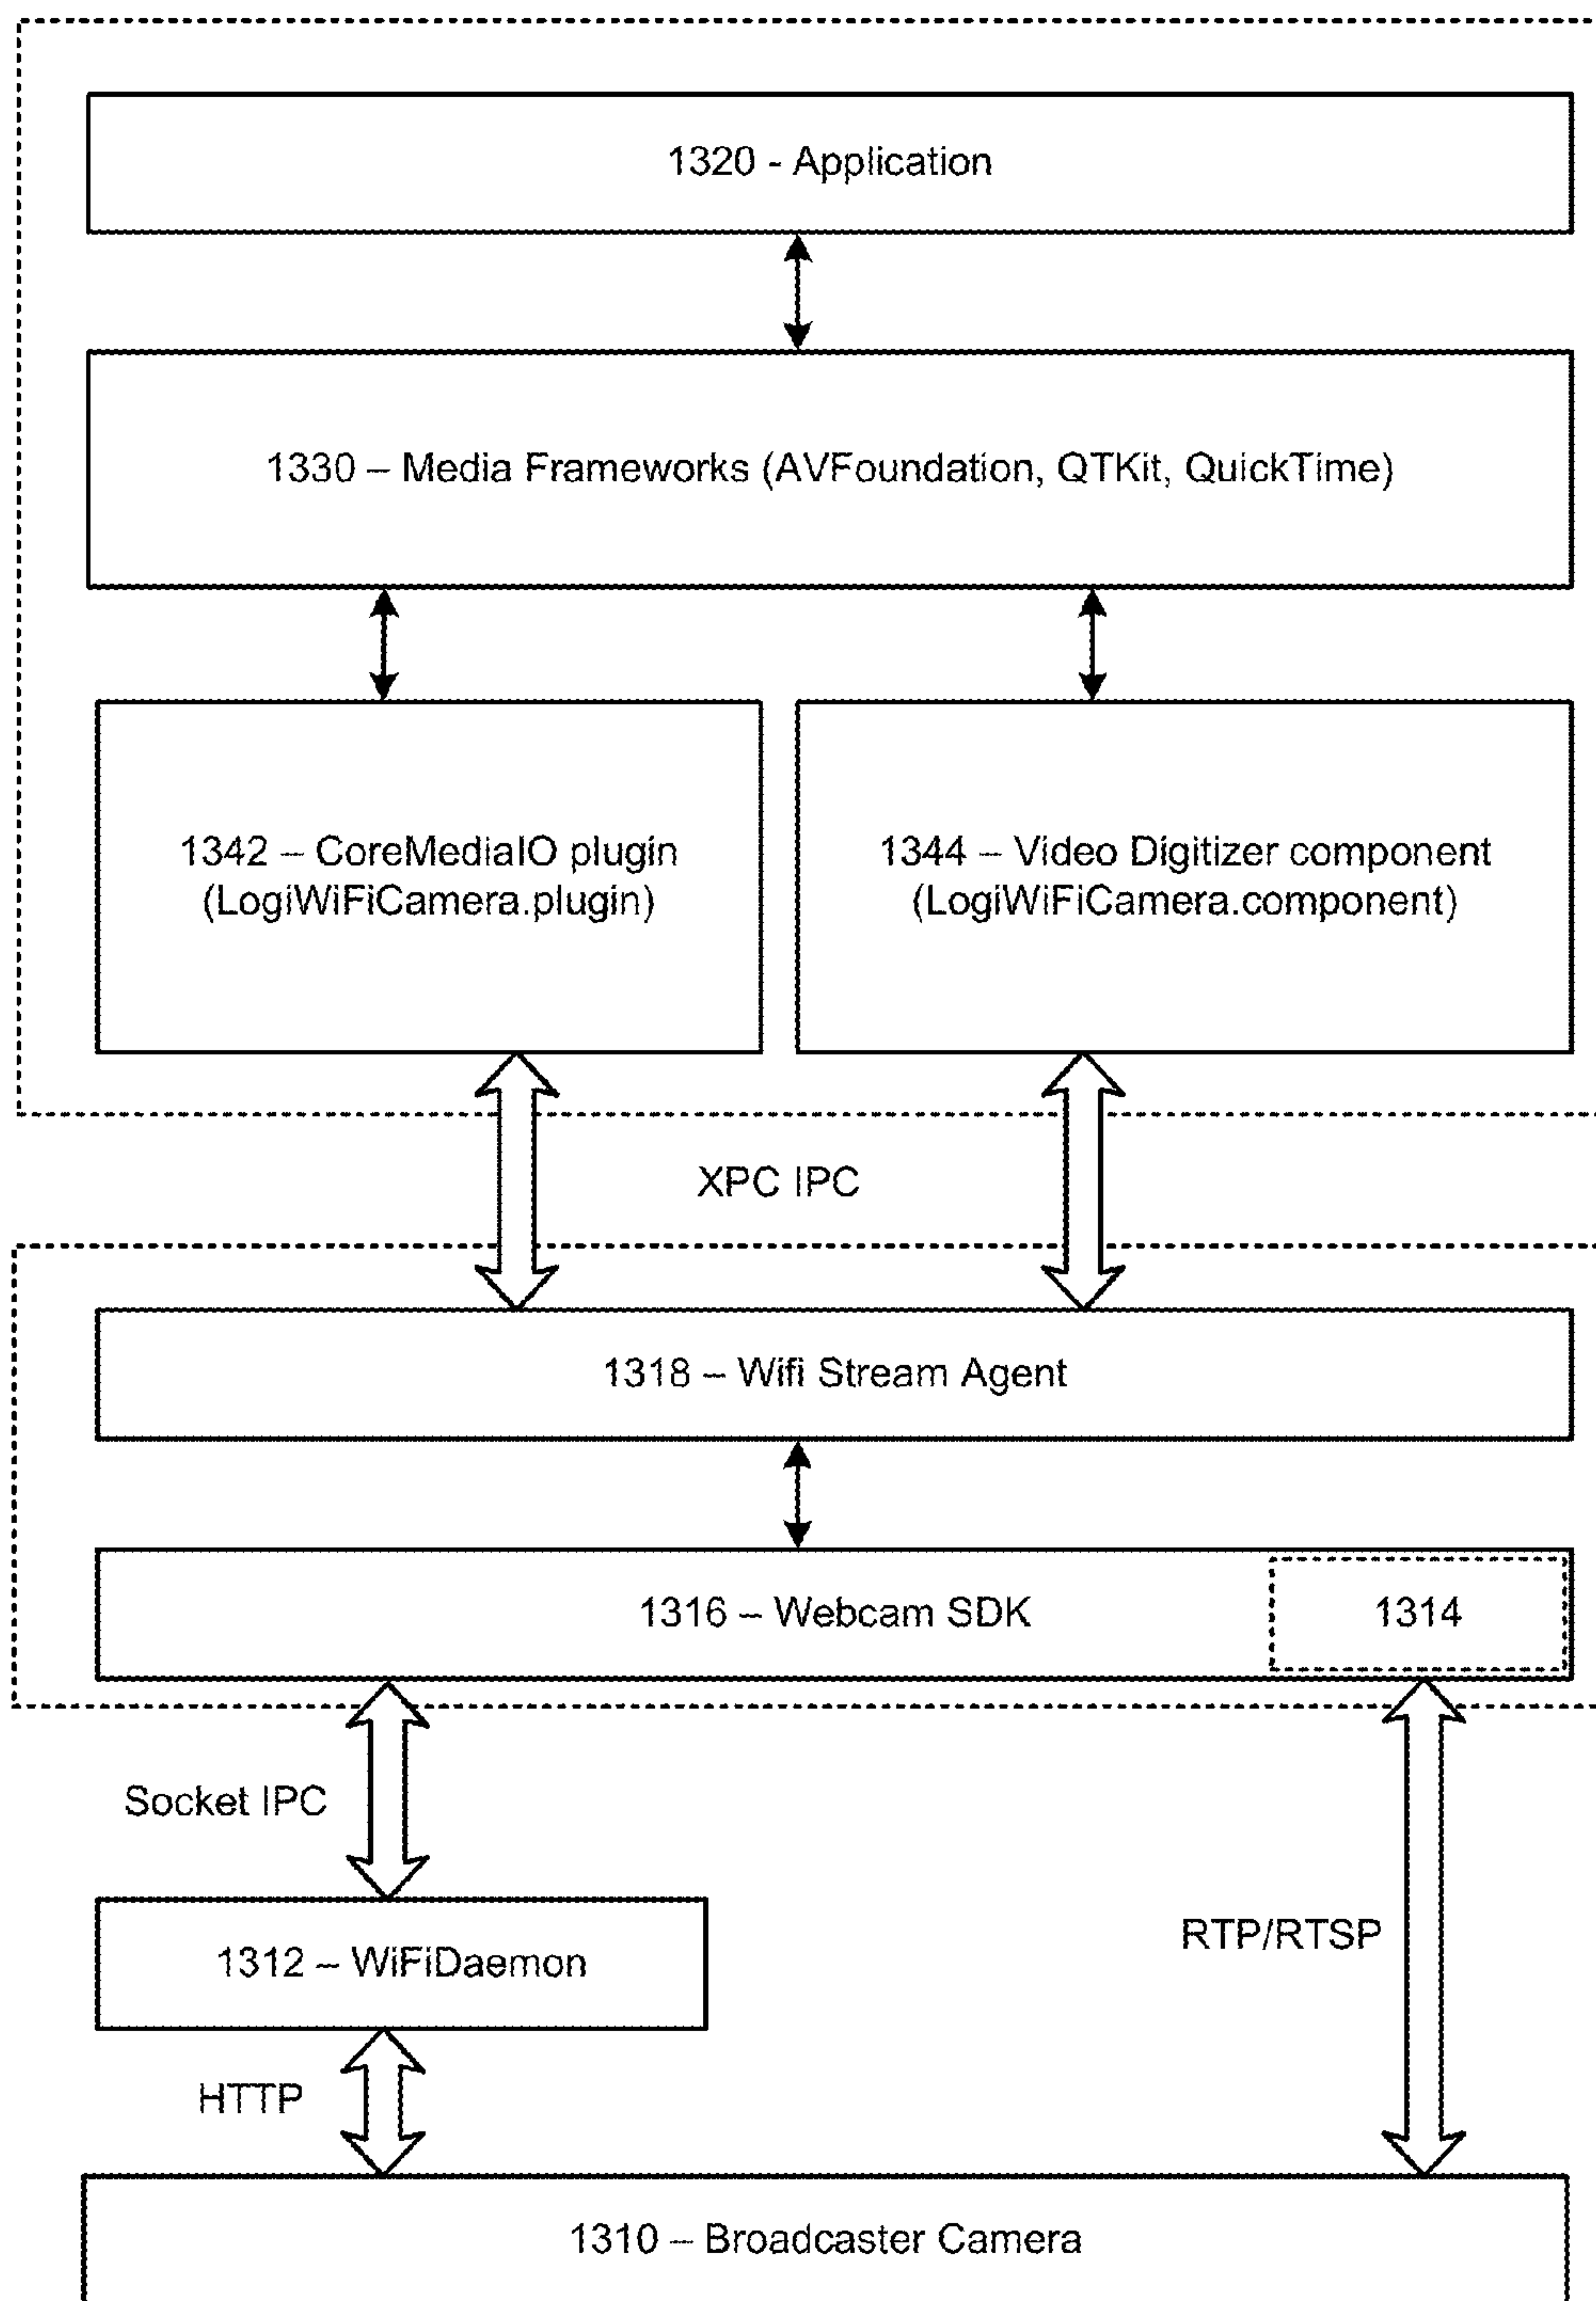 1320 - Application
1330 – Media Frameworks (AVFoundation, QTKit, QuickTime)
1342 – CoreMediaIO plugin
(LogiWiFiCamera.plugin)
1344 – Video Digitizer component
(LogiWiFiCamera.component)
XPC IPC
1318 – Wifi Stream Agent
1316 – Webcam SDK
1314
Socket IPC
1312 – WiFiDaemon
RTP/RTSP
HTTP
1310 – Broadcaster Camera